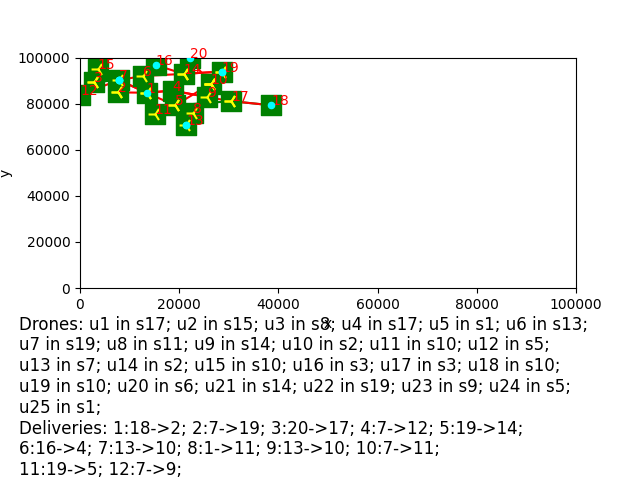 100000
80000
60000
40000
20000
0
y
0 20000 40000 60000 80000 100000
15
16
20
19
17
18
Drones: u1 in s17; u2 in s15; u3 in s8; u4 in s17; u5 in s1; u6 in s13;
u7 in s19; u8 in s11; u9 in s14; u10 in s2; u11 in s10; u12 in s5;
u13 in s7; u14 in s2; u15 in s10; u16 in s3; u17 in s3; u18 in s10;
u19 in s10; u20 in s6; u21 in s14; u22 in s19; u23 in s9; u24 in s5;
u25 in s1;
Deliveries: 1:18->2; 2:7->19; 3:20->17; 4:7->12; 5:19->14;
6:16->4; 7:13->10; 8:1->11; 9:13->10; 10:7->11;
11:19->5; 12:7->9;